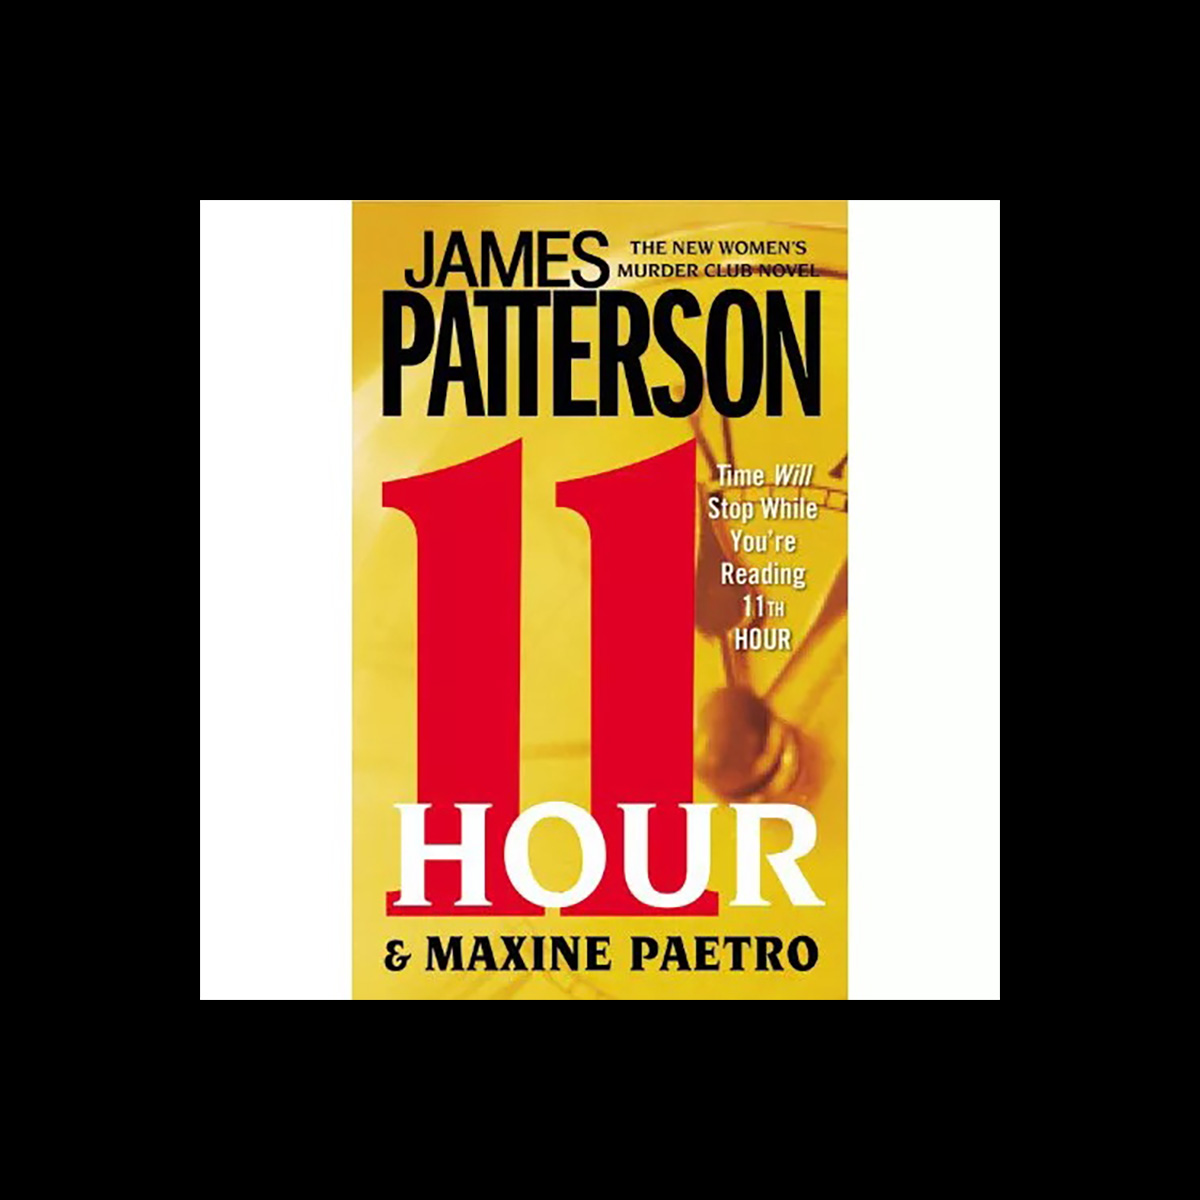 JAMES
THE NEW WOMEN'S
MURDER CLUB NOVEL
PATTERSON
11
Time Will
Stop While
You're
Reading
11TH
HOUR
HOUR
& MAXINE PAETRO